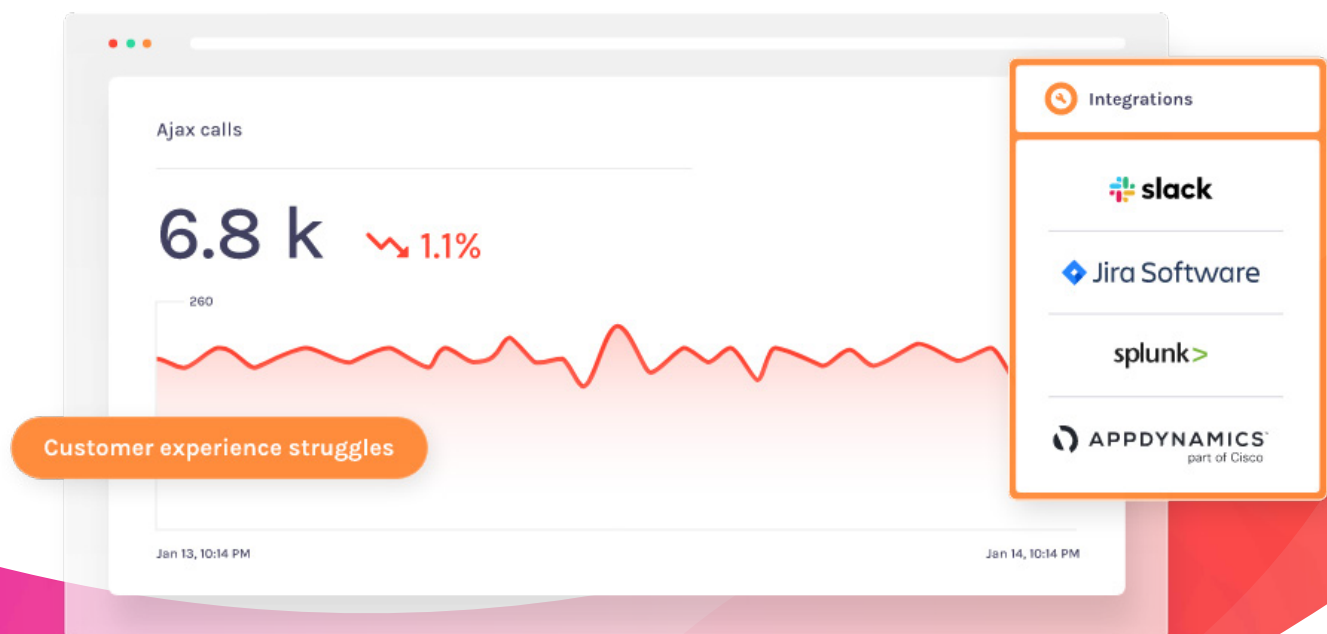 Ajax calls
6.8 k 1.1%
260
Customer experience struggles
Jan 13, 10:14 PM
Jan 14, 10:14 PM
Integrations
slack
Jira Software
splunk>
APPDYNAMICS
part of Cisco